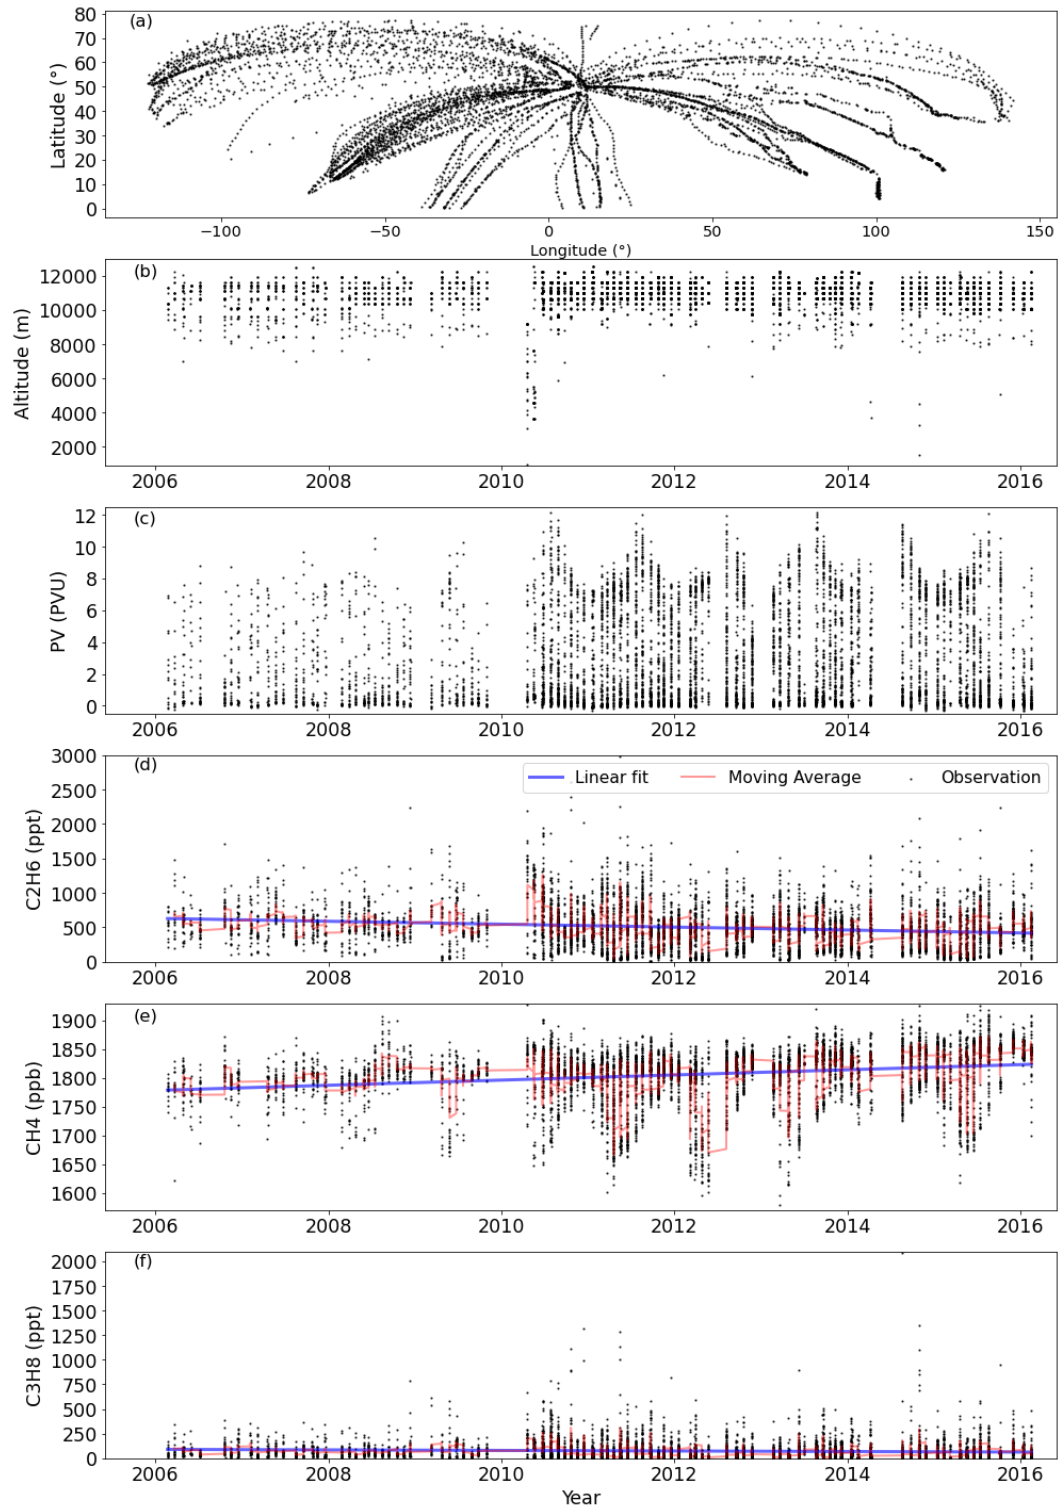 (a)
80
70
60
50
40
30
20
10
0
Latitude (°)
−100 −50 0 50 100 150
Longitude (°)
(b)
12000
10000
8000
6000
4000
2000
Altitude (m)
2006 2008 2010 2012 2014 2016
(c)
12
10
8
6
4
2
0
PV (PVU)
2006 2008 2010 2012 2014 2016
(d)
Linear fit Moving Average Observation
3000
2500
2000
1500
1000
500
0
C2H6 (ppt)
2006 2008 2010 2012 2014 2016
(e)
1900
1850
1800
1750
1700
1650
1600
CH4 (ppb)
2006 2008 2010 2012 2014 2016
(f)
2000
1750
1500
1250
1000
750
500
250
0
C3H8 (ppt)
2006 2008 2010 2012 2014 2016
Year